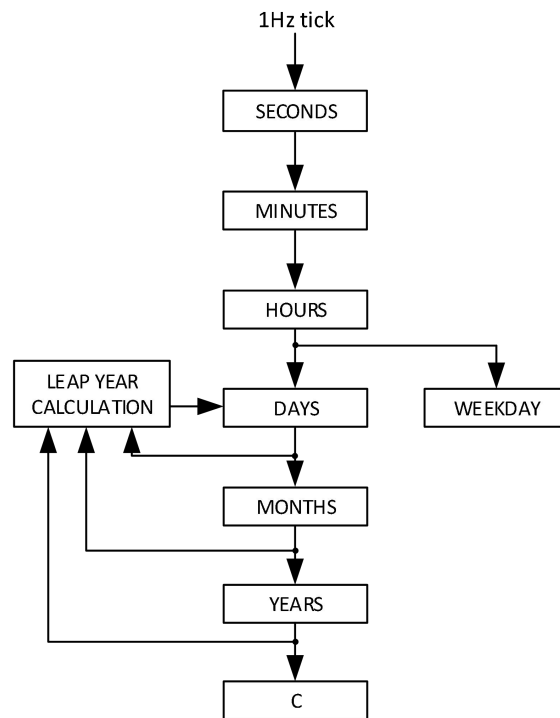 1Hz tick
SECONDS
MINUTES
HOURS
LEAP YEAR
CALCULATION
DAYS
WEEKDAY
MONTHS
YEARS
C